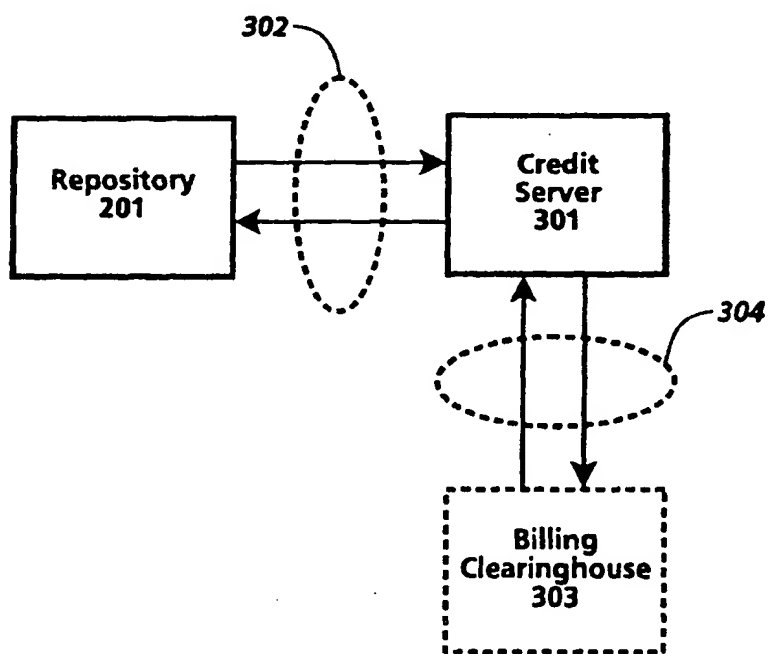 302
Repository
201
Credit
Server
301
304
Billing
Clearinghouse
303